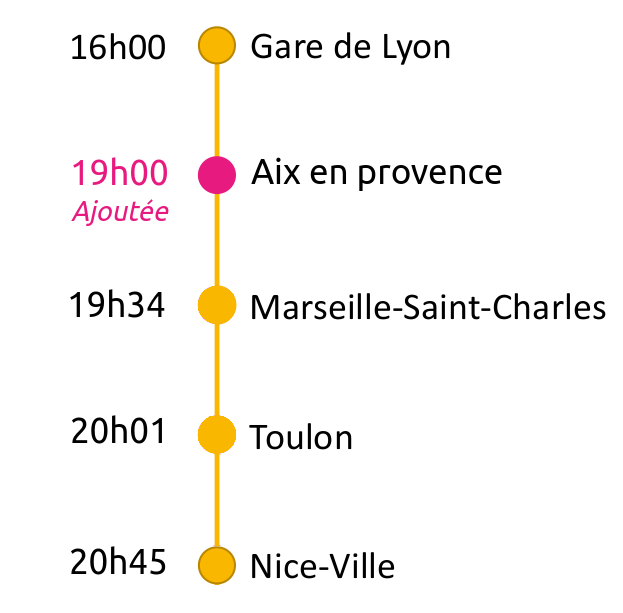 16h00 Gare de Lyon
19h00 Aix en provence
Ajoutée
19h34 Marseille-Saint-Charles
20h01 Toulon
20h45 Nice-Ville